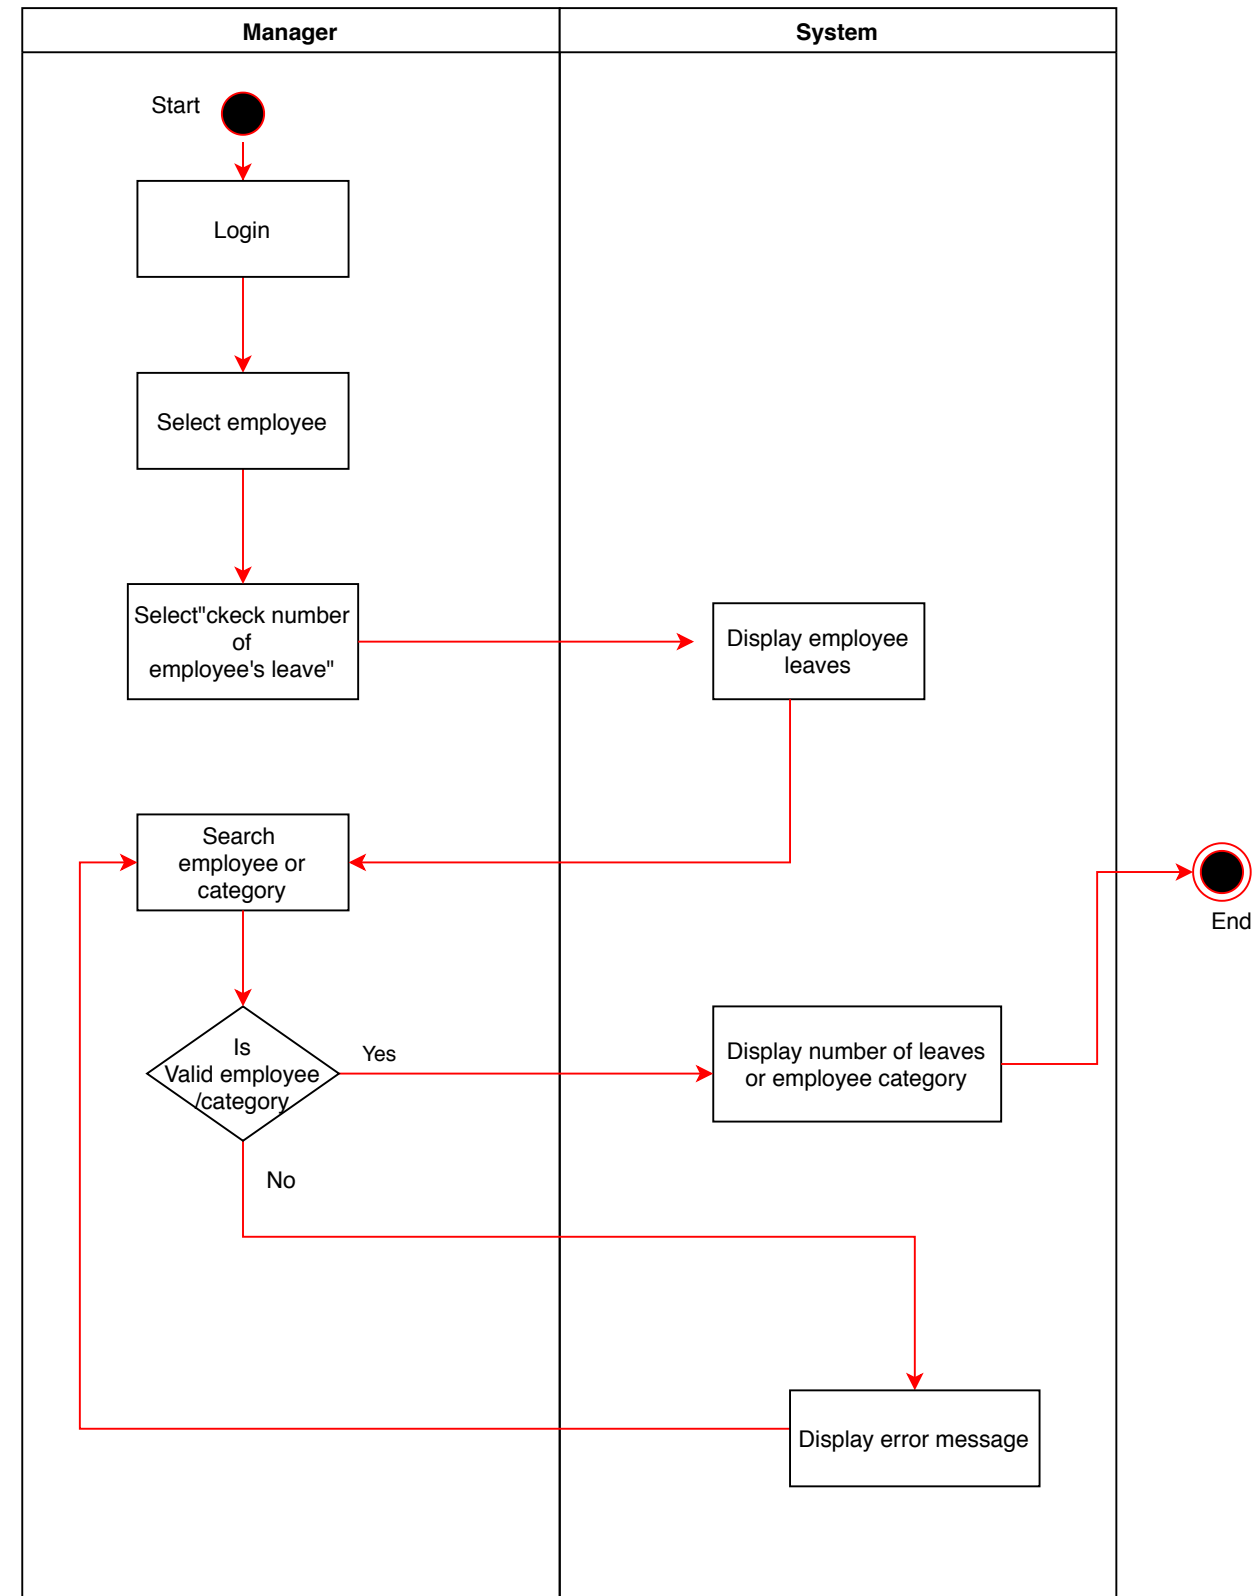 Manager
System
Start
Login
Select employee
Select"ckeck number
of
employee's leave"
Display employee
leaves
Search
employee or
category
End
Is
Valid employee
/category
Yes
Display number of leaves
or employee category
No
Display error message